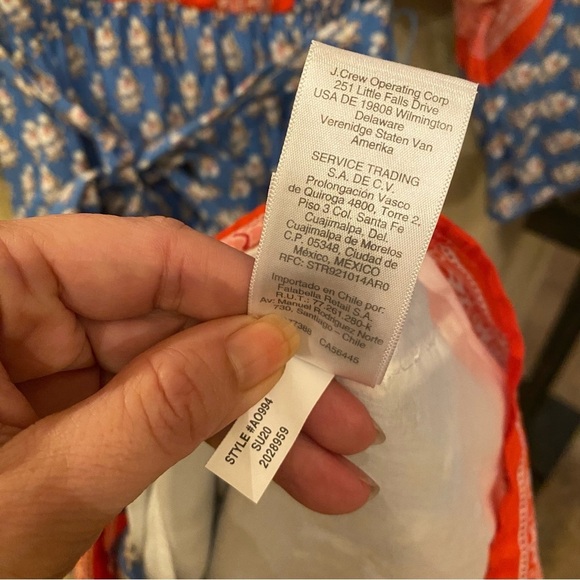 J.Crew Operating Corp
251 Little Falls Drive
USA DE 19808 Wilmington
Delaware
Verenidge Staten Van
Amerika
SERVICE TRADING
S.A. DE C.V.
Prolongación Vasco
de Quiroga 4800, Torre 2,
Piso 3 Col. Santa Fe
Cuajimalpa, Del.
Cuajimalpa de Morelos
C.P. 05348, Ciudad de
México, MEXICO
RFC: STR921014AR0
Importado en Chile por:
Falabella Retail S.A.
R.U.T.: 77.261.280-k
Av: Manuel Rodriguez Norte
730, Santiago - Chile
CA56445
STYLE #AO994
SU20
2028959